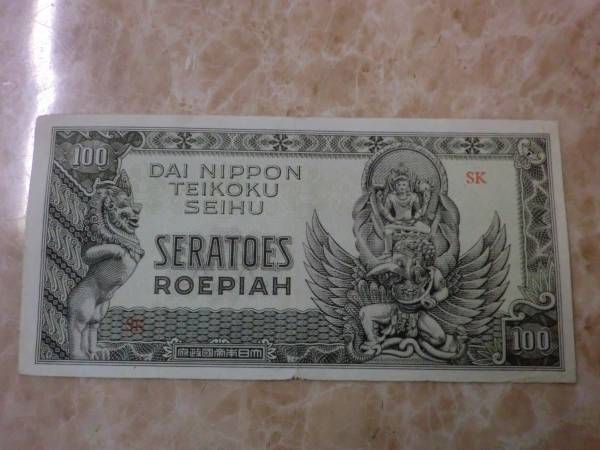 100
DAI NIPPON
TEIKOKU
SEIHU
SK
SERATOES
ROEPIAH
SK
府政國帝本日大
100